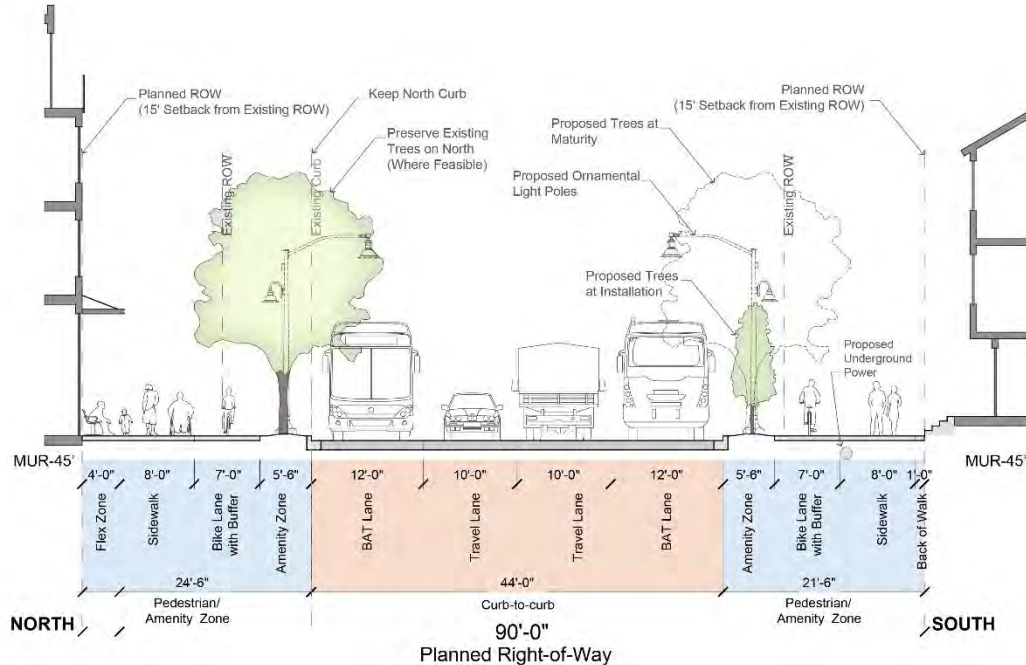 Planned ROW
(15' Setback from Existing ROW)
Keep North Curb
Preserve Existing
Trees on North
(Where Feasible)
Existing ROW
Existing Curb
Proposed Trees at
Maturity
Proposed Ornamental
Light Poles
Proposed Trees
at Installation
Planned ROW
(15' Setback from Existing ROW)
Existing ROW
Proposed
Underground
Power
MUR-45'
MUR-45'
4'-0"
8'-0"
7'-0"
5'-6"
12'-0"
10'-0"
10'-0"
12'-0"
5'-6"
7'-0"
8'-0"
1'-0"
Flex Zone
Sidewalk
Bike Lane
with Buffer
Amenity Zone
BAT Lane
Travel Lane
Travel Lane
BAT Lane
Amenity Zone
Bike Lane
with Buffer
Sidewalk
Back of Walk
24'-6"
44'-0"
21'-6"
Pedestrian/
Amenity Zone
Curb-to-curb
Pedestrian/
Amenity Zone
NORTH
SOUTH
90'-0"
Planned Right-of-Way